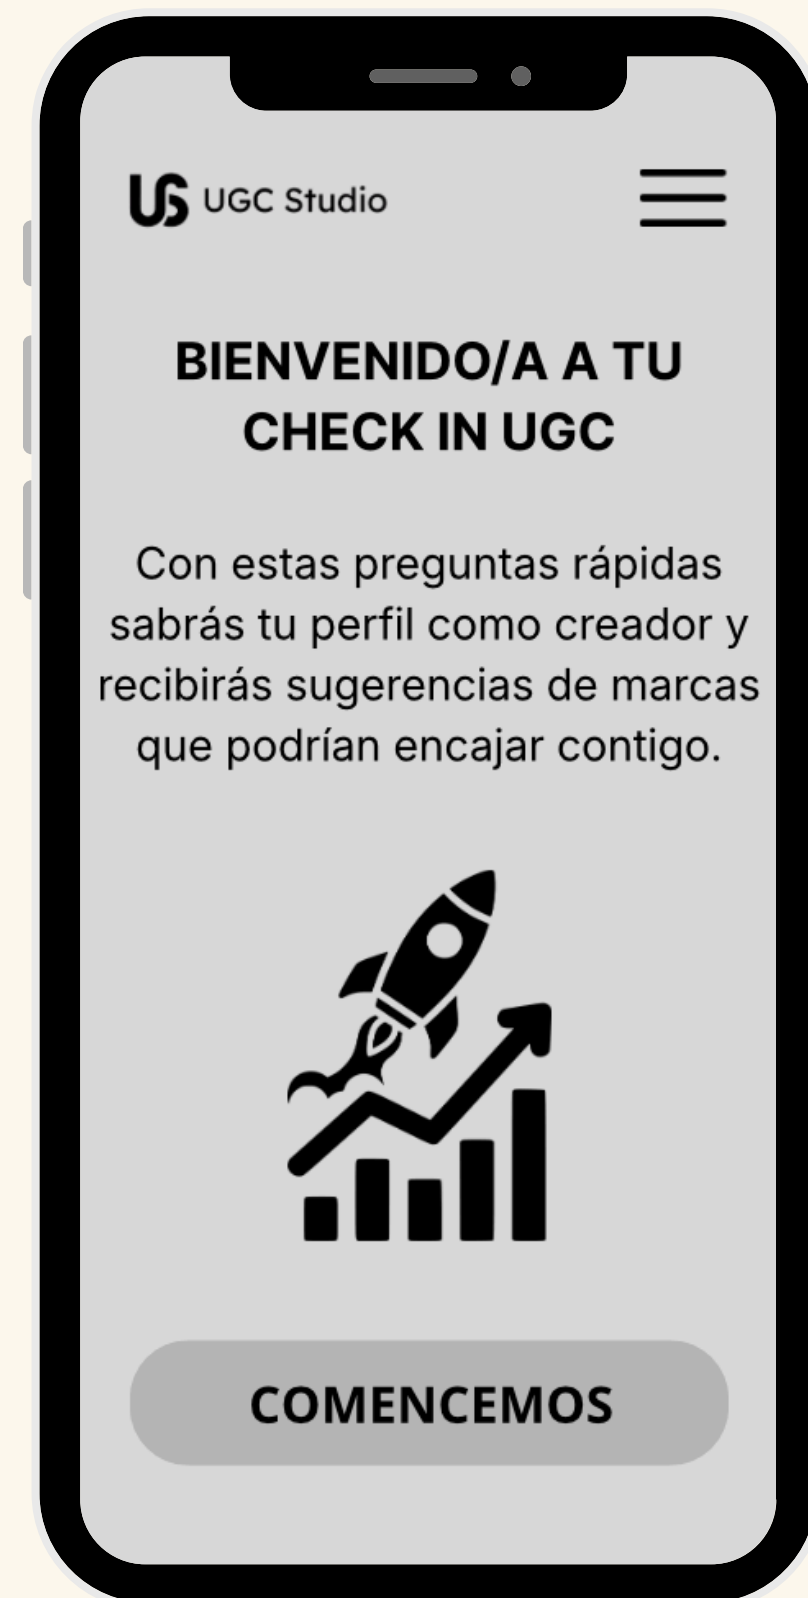 UGC Studio
BIENVENIDO/A A TU
CHECK IN UGC
Con estas preguntas rápidas
sabrás tu perfil como creador y
recibirás sugerencias de marcas
que podrían encajar contigo.
COMENCEMOS